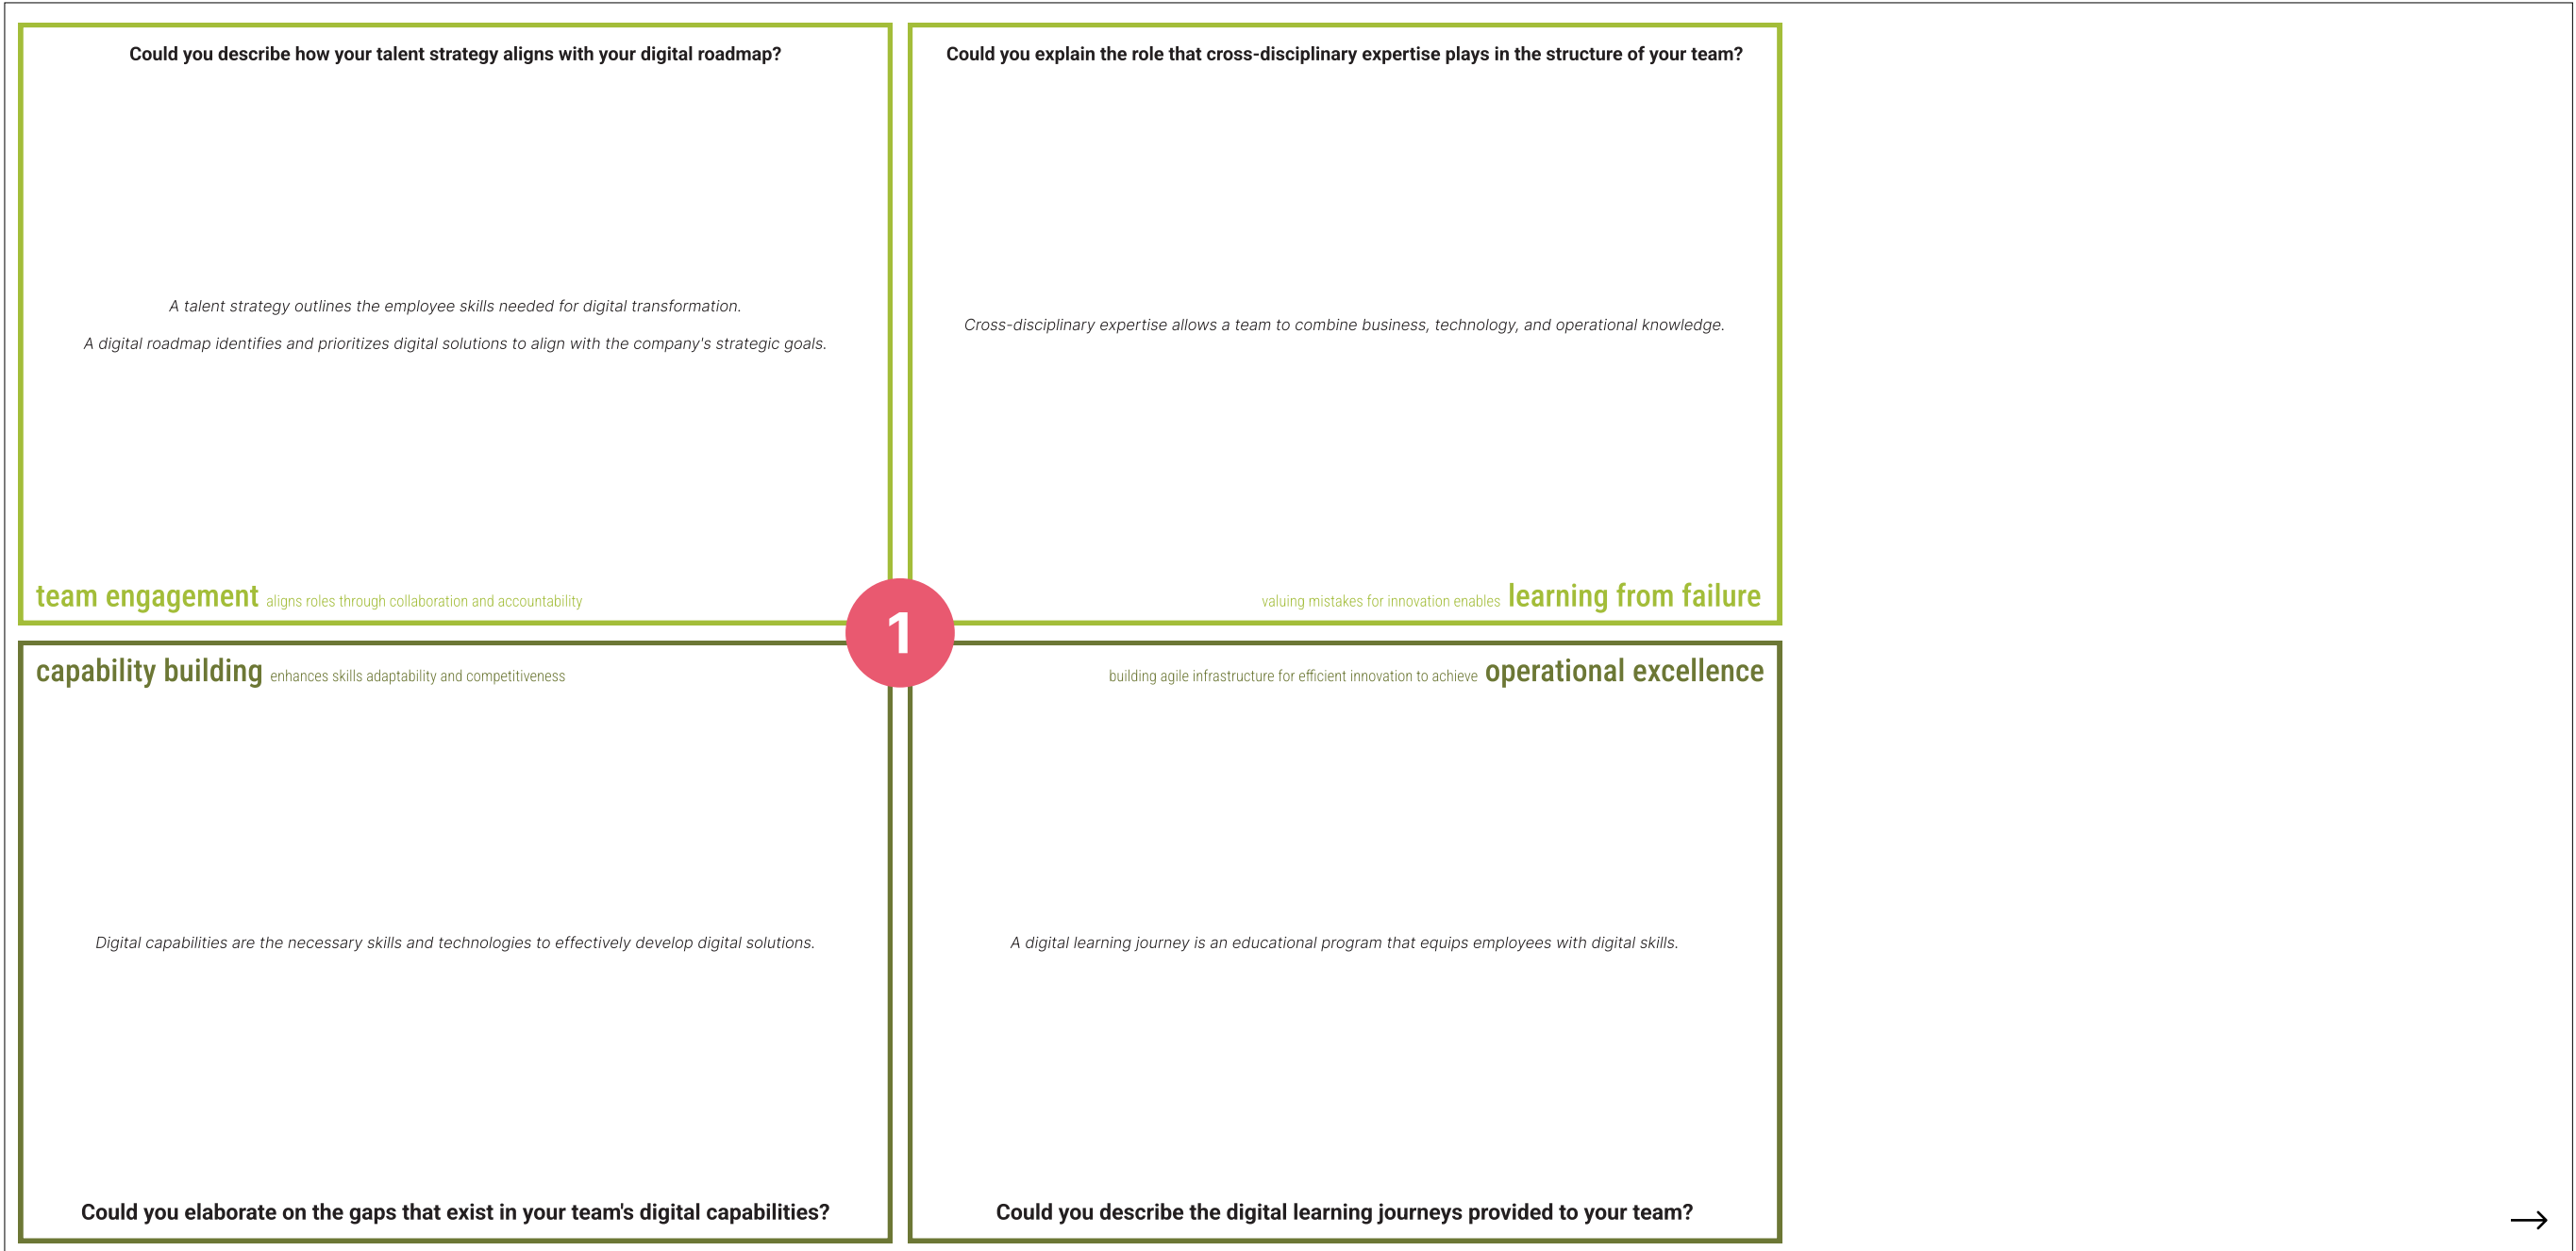 Could you describe how your talent strategy aligns with your digital roadmap?
A talent strategy outlines the employee skills needed for digital transformation.
A digital roadmap identifies and prioritizes digital solutions to align with the company's strategic goals.
team engagement aligns roles through collaboration and accountability
Could you explain the role that cross-disciplinary expertise plays in the structure of your team?
Cross-disciplinary expertise allows a team to combine business, technology, and operational knowledge.
valuing mistakes for innovation enables learning from failure
1
capability building enhances skills adaptability and competitiveness
Digital capabilities are the necessary skills and technologies to effectively develop digital solutions.
Could you elaborate on the gaps that exist in your team's digital capabilities?
building agile infrastructure for efficient innovation to achieve operational excellence
A digital learning journey is an educational program that equips employees with digital skills.
Could you describe the digital learning journeys provided to your team?